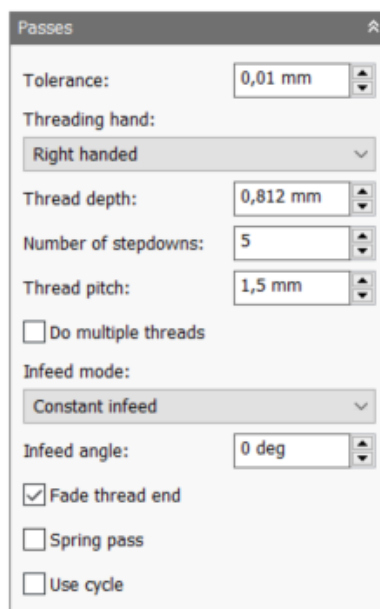 Passes
Tolerance: 0,01 mm
Threading hand:
Right handed
Thread depth: 0,812 mm
Number of stepdowns: 5
Thread pitch: 1,5 mm
Do multiple threads
Infeed mode:
Constant infeed
Infeed angle: 0 deg
Fade thread end
Spring pass
Use cycle